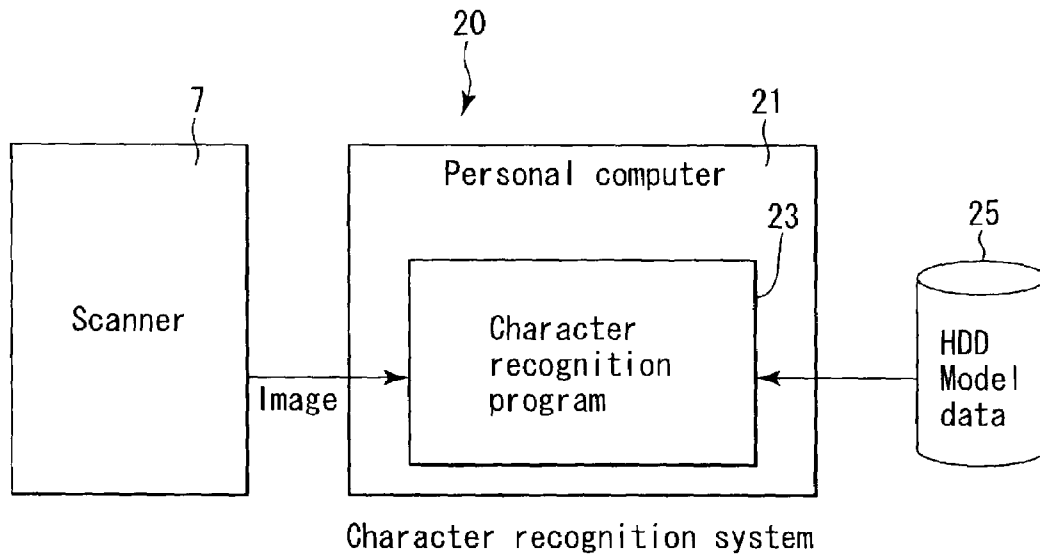 20
7
21
Personal computer
23
25
Scanner
Character
recognition
program
HDD
Model
data
Image
Character recognition system